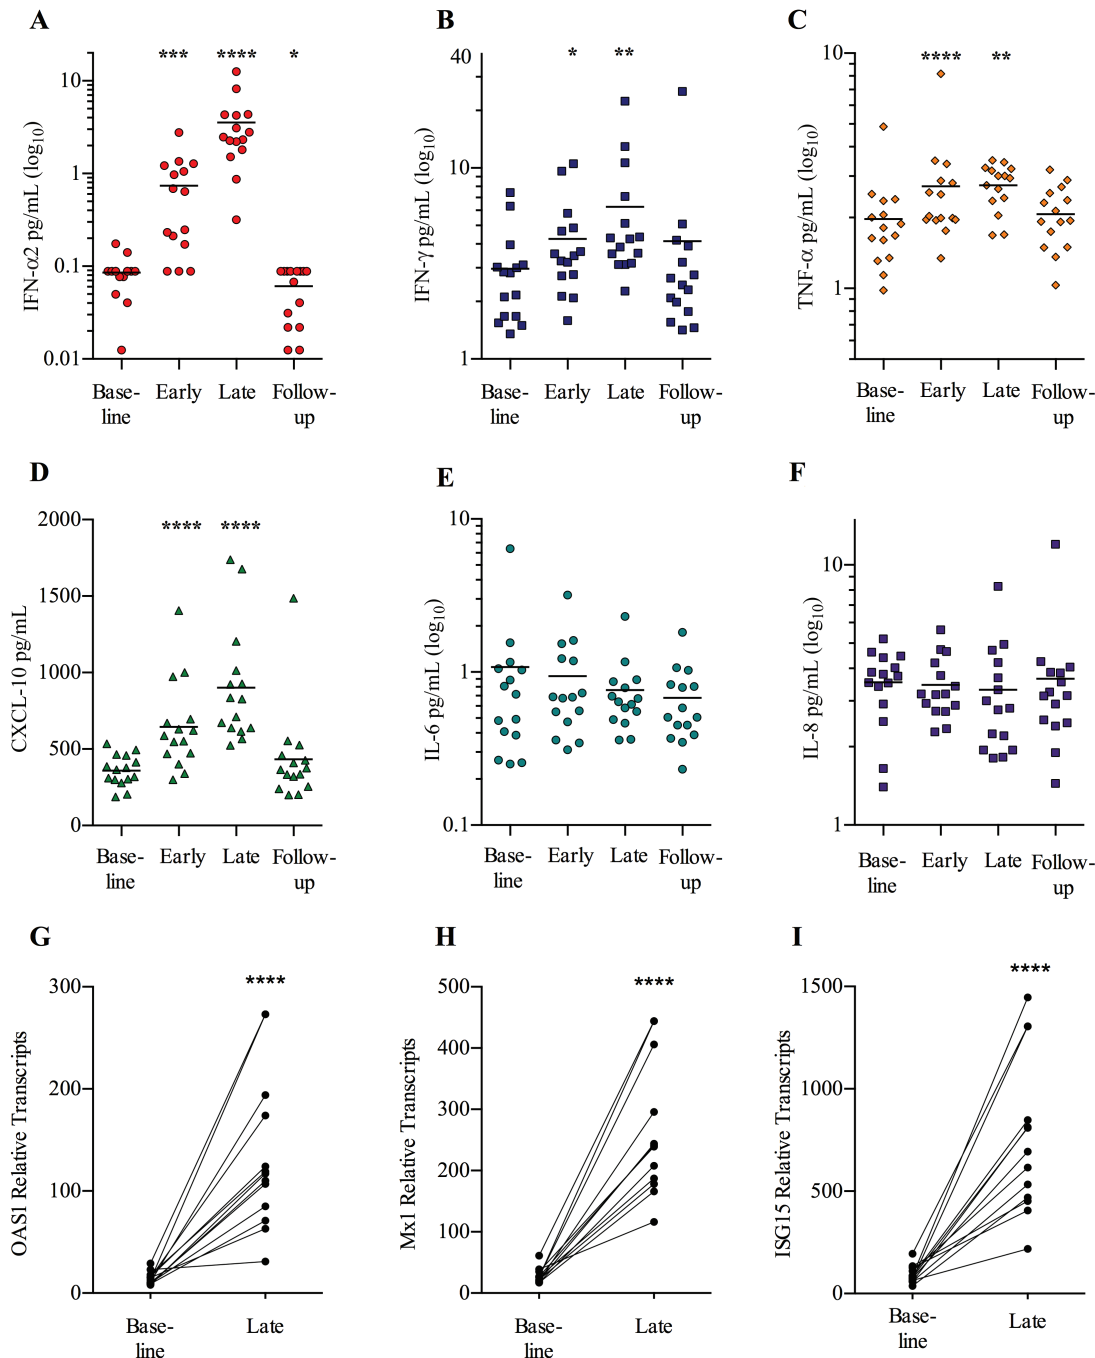 A
B
C
*** **** *
* **
**** **
IFN-α2 pg/mL (log10)
10
1
0.1
0.01
Base-
line
Early
Late
Follow-
up
IFN-γ pg/mL (log10)
40
10
1
Base-
line
Early
Late
Follow-
up
TNF-α pg/mL (log10)
10
1
Base-
line
Early
Late
Follow-
up
D
E
F
**** ****
CXCL-10 pg/mL
2000
1500
1000
500
0
Base-
line
Early
Late
Follow-
up
IL-6 pg/mL (log10)
10
1
0.1
Base-
line
Early
Late
Follow-
up
IL-8 pg/mL (log10)
10
1
Base-
line
Early
Late
Follow-
up
G
H
I
****
****
****
OAS1 Relative Transcripts
300
200
100
0
Base-
line
Late
Mx1 Relative Transcripts
500
400
300
200
100
0
Base-
line
Late
ISG15 Relative Transcripts
1500
1000
500
0
Base-
line
Late